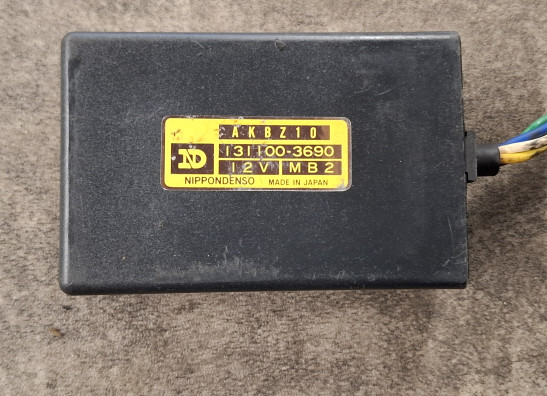 AKBZ10
ND 131100-3690
12V MB2
NIPPONDENSO MADE IN JAPAN